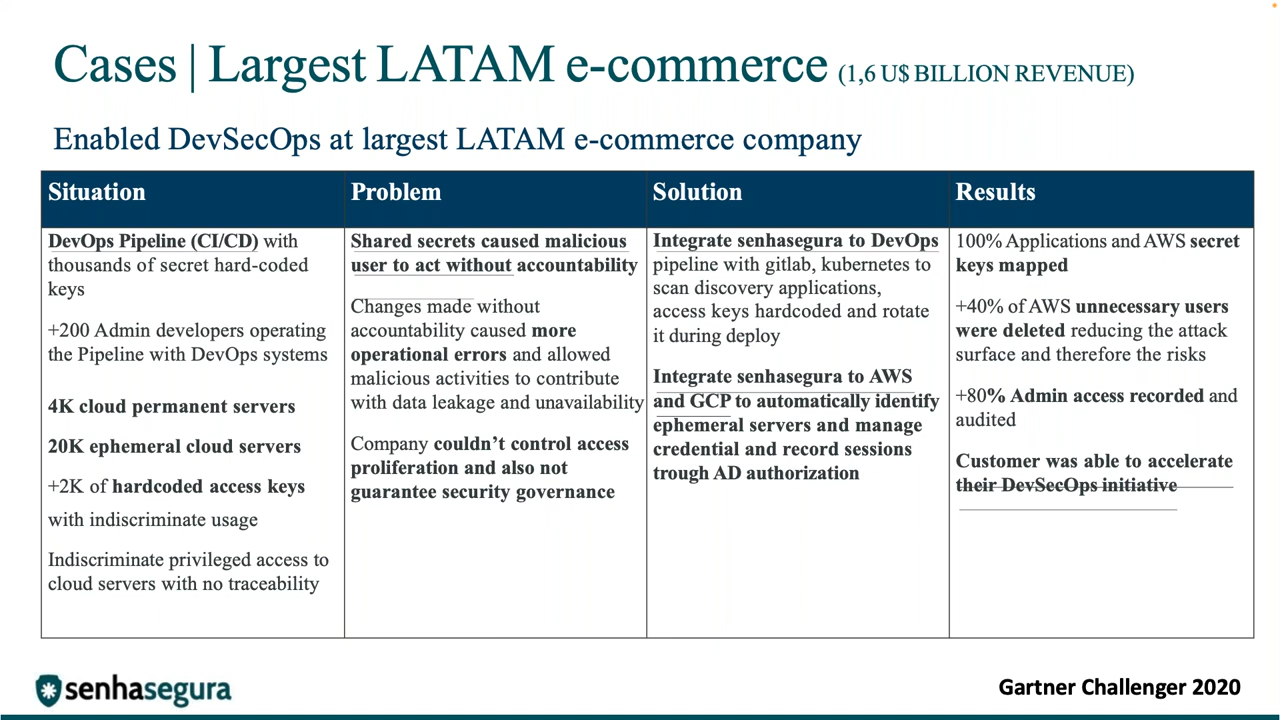 Cases | Largest LATAM e-commerce (1,6 U$ BILLION REVENUE)
Enabled DevSecOps at largest LATAM e-commerce company
Situation
DevOps Pipeline (CI/CD) with
thousands of secret hard-coded
keys
+200 Admin developers operating
the Pipeline with DevOps systems
4K cloud permanent servers
20K ephemeral cloud servers
+2K of hardcoded access keys
with indiscriminate usage
Indiscriminate privileged access to
cloud servers with no traceability
Problem
Shared secrets caused malicious
user to act without accountability
Changes made without
accountability caused more
operational errors and allowed
malicious activities to contribute
with data leakage and unavailability
Company couldn't control access
proliferation and also not
guarantee security governance
Solution
Integrate senhasegura to DevOps
pipeline with gitlab, kubernetes to
scan discovery applications,
access keys hardcoded and rotate
it during deploy
Integrate senhasegura to AWS
and GCP to automatically identify
ephemeral servers and manage
credential and record sessions
trough AD authorization
Results
100% Applications and AWS secret
keys mapped
+40% of AWS unnecessary users
were deleted reducing the attack
surface and therefore the risks
+80% Admin access recorded and
audited
Customer was able to accelerate
their DevSecOps initiative
senhasegura
Gartner Challenger 2020